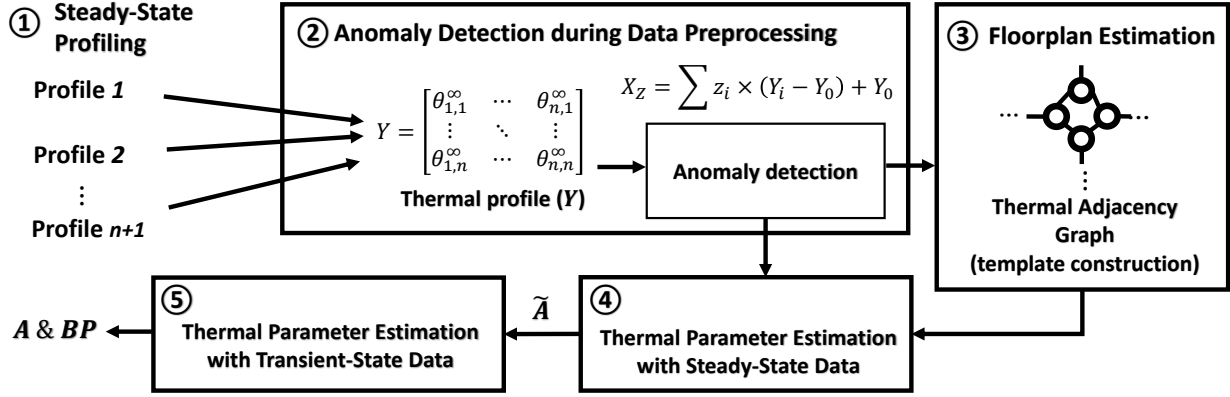 ① Steady-State
Profiling
Profile 1
Profile 2
⋮
Profile n+1
② Anomaly Detection during Data Preprocessing
X_Z = ∑ z_i × (Y_i − Y_0) + Y_0
Y = [θ^∞_{1,1} ⋯ θ^∞_{n,1}
⋮ ⋱ ⋮
θ^∞_{1,n} ⋯ θ^∞_{n,n}]
Thermal profile (Y)
Anomaly detection
③ Floorplan Estimation
⋮
… …
⋮
Thermal Adjacency
Graph
(template construction)
④
Thermal Parameter Estimation
with Steady-State Data
Ã
⑤
Thermal Parameter Estimation
with Transient-State Data
A & BP